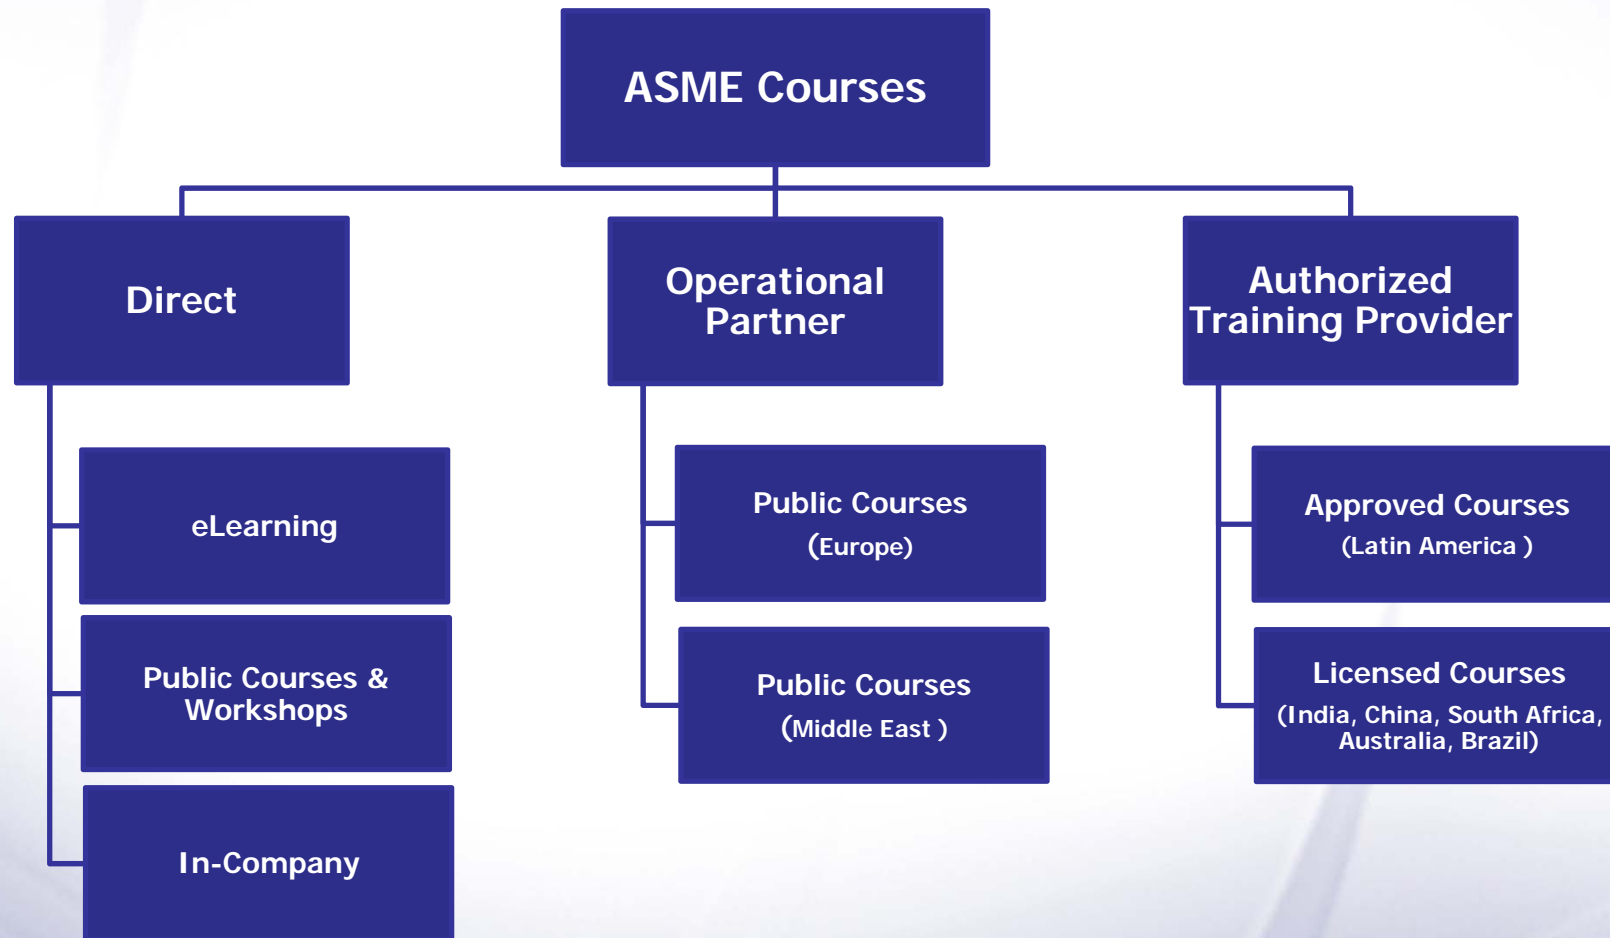 ASME Courses
Direct
Operational
Partner
Authorized
Training Provider
eLearning
Public Courses &
Workshops
In-Company
Public Courses
(Europe)
Public Courses
(Middle East )
Approved Courses
(Latin America )
Licensed Courses
(India, China, South Africa,
Australia, Brazil)